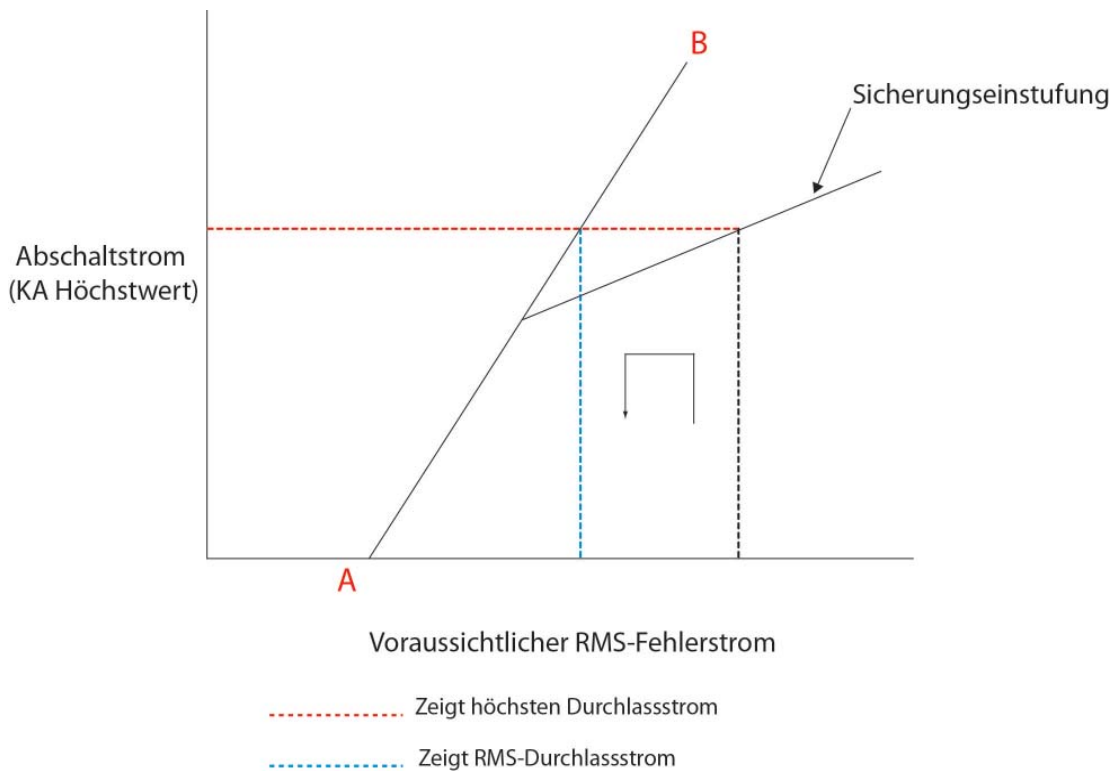 B
Sicherungseinstufung
Abschaltstrom
(KA Höchstwert)
A
Voraussichtlicher RMS-Fehlerstrom
Zeigt höchsten Durchlassstrom
Zeigt RMS-Durchlassstrom